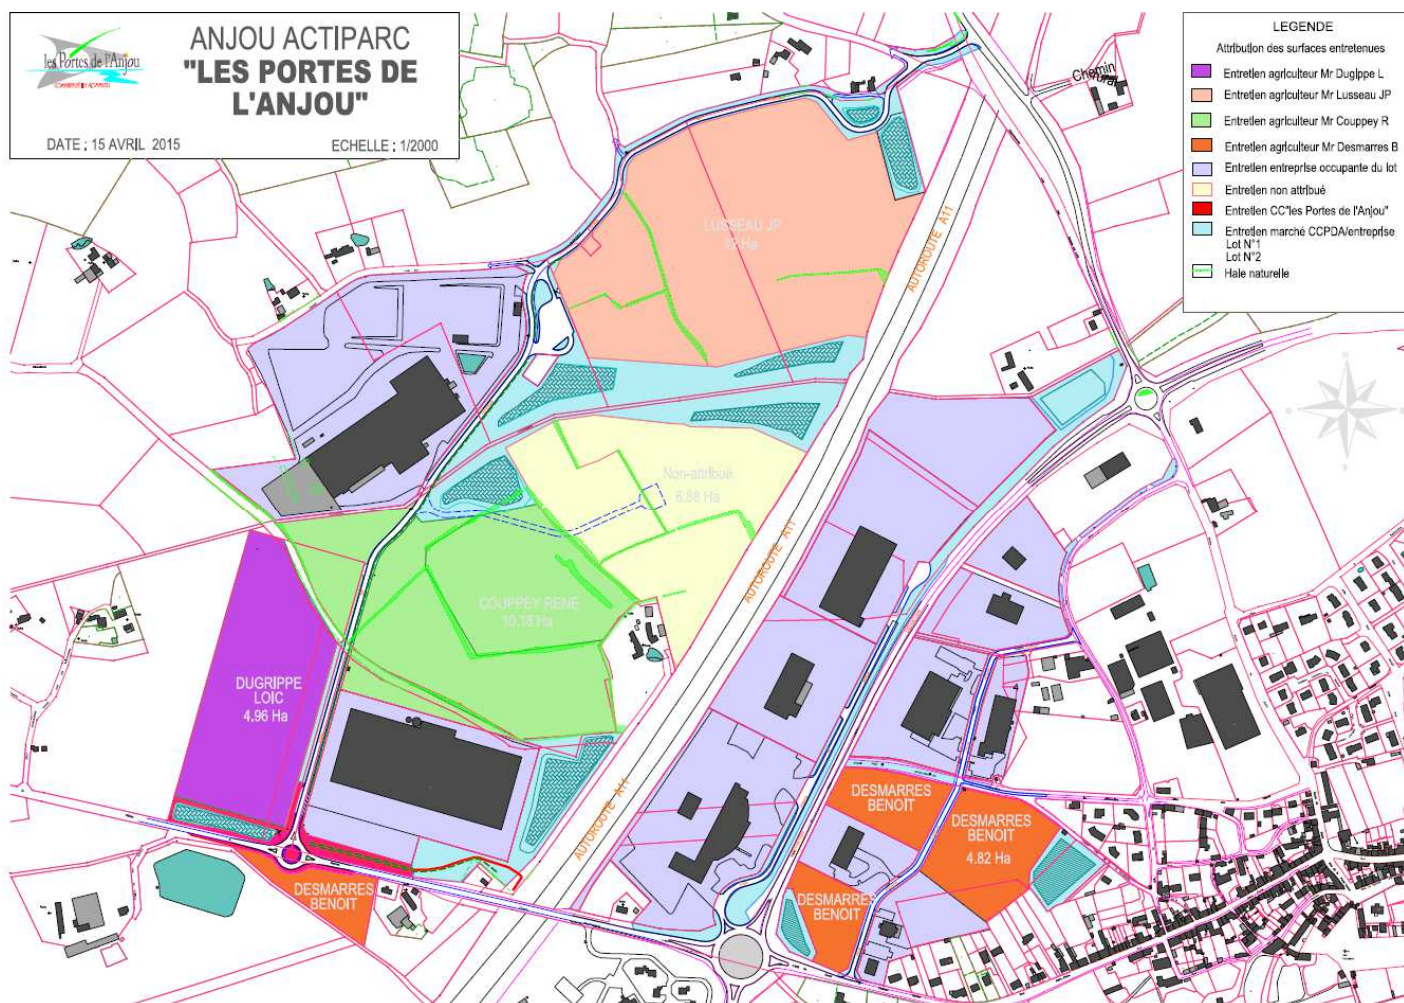 les Portes de l'Anjou
ANJOU ACTIPARC
"LES PORTES DE
L'ANJOU"
DATE : 15 AVRIL 2015
ECHELLE : 1/2000
LEGENDE
Attribution des surfaces entretenues
Entretien agriculteur Mr Dugippe L
Entretien agriculteur Mr Lusseau JP
Entretien agriculteur Mr Couppey R
Entretien agriculteur Mr Desmarres B
Entretien entreprise occupante du lot
Entretien non attribué
Entretien CC"les Portes de l'Anjou"
Entretien marché CCPDA/entreprise
Lot N°1
Lot N°2
Haie naturelle
Chemin
rural
LUSSEAU JP
12 Ha
AUTOROUTE A11
Non-attribué
AUTOROUTE A11
COUPPEY RENE
10,18 Ha
DUGRIPPE
LOIC
4,96 Ha
AUTOROUTE A11
DESMARRES
BENOIT
DESMARRES
BENOIT
4.82 Ha
DESMARRES
BENOIT
DESMARRES
BENOIT